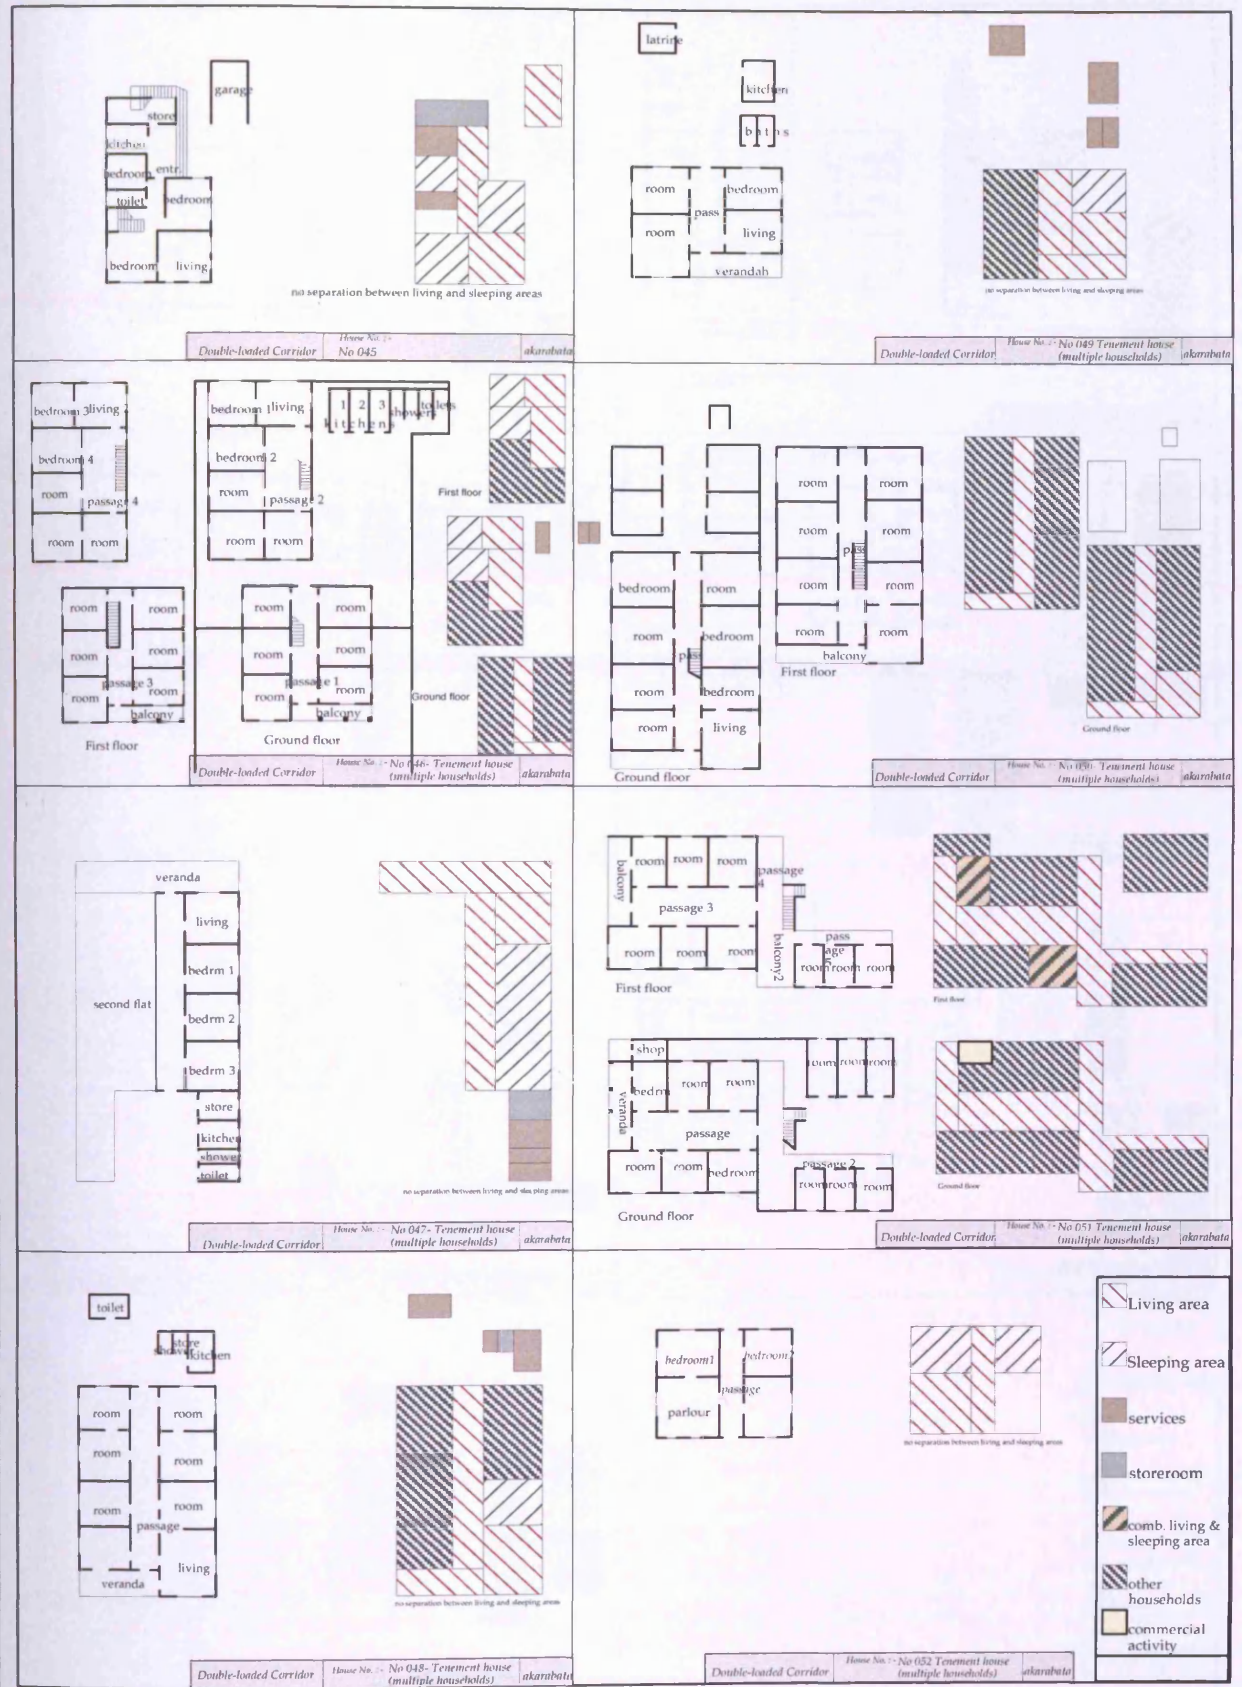 garage
store
kitchen
bedroom
entr.
toilet
bedroom
bedroom
living
no separation between living and sleeping areas
Double-loaded Corridor
House No. :-
No 045
akarabata
latrine
kitchen
baths
room
bedroom
pass
room
living
verandah
no separation between living and sleeping areas
Double-loaded Corridor
House No. :- No 049 Tenement house
(multiple households)
akarabata
bedroom 3
living
bedroom 4
room
passage 4
room
room
bedroom 1
living
bedroom 2
room
passage 2
room
room
1 2 3
kitchens
showers
toilets
First floor
room
room
room
room
passage 3
room
room
balcony
First floor
room
room
room
room
passage 1
room
room
balcony
Ground floor
Ground floor
Double-loaded Corridor
House No. :- No 046- Tenement house
(multiple households)
akarabata
bedroom
room
room
bedroom
pass
room
bedroom
room
living
Ground floor
room
room
room
room
pass
room
room
room
room
balcony
First floor
Ground floor
Double-loaded Corridor
House No. :- No 050- Tenement house
(multiple households)
akarabata
veranda
living
bedrm 1
second flat
bedrm 2
bedrm 3
store
kitchen
shower
toilet
no separation between living and sleeping areas
Double-loaded Corridor
House No. :- No 047- Tenement house
(multiple households)
akarabata
balcony
room
room
room
passage
4
passage 3
balcony2
pass
age
room
room
room
room
room
room
First floor
First floor
shop
veranda
bedrm
room
room
room
room
room
passage
room
room
bedroom
passage 2
room
room
room
Ground floor
Ground floor
Double-loaded Corridor
House No. :- No 051 Tenement house
(multiple households)
akarabata
toilet
store
shower
kitchen
room
room
room
room
room
room
passage
living
veranda
no separation between living and sleeping areas
Double-loaded Corridor
House No. :- No 048- Tenement house
(multiple households)
akarabata
bedroom1
bedroom2
passage
parlour
no separation between living and sleeping areas
Double-loaded Corridor
House No. :- No 052 Tenement house
(multiple households)
akarabata
Living area
Sleeping area
services
storeroom
comb. living &
sleeping area
other
households
commercial
activity